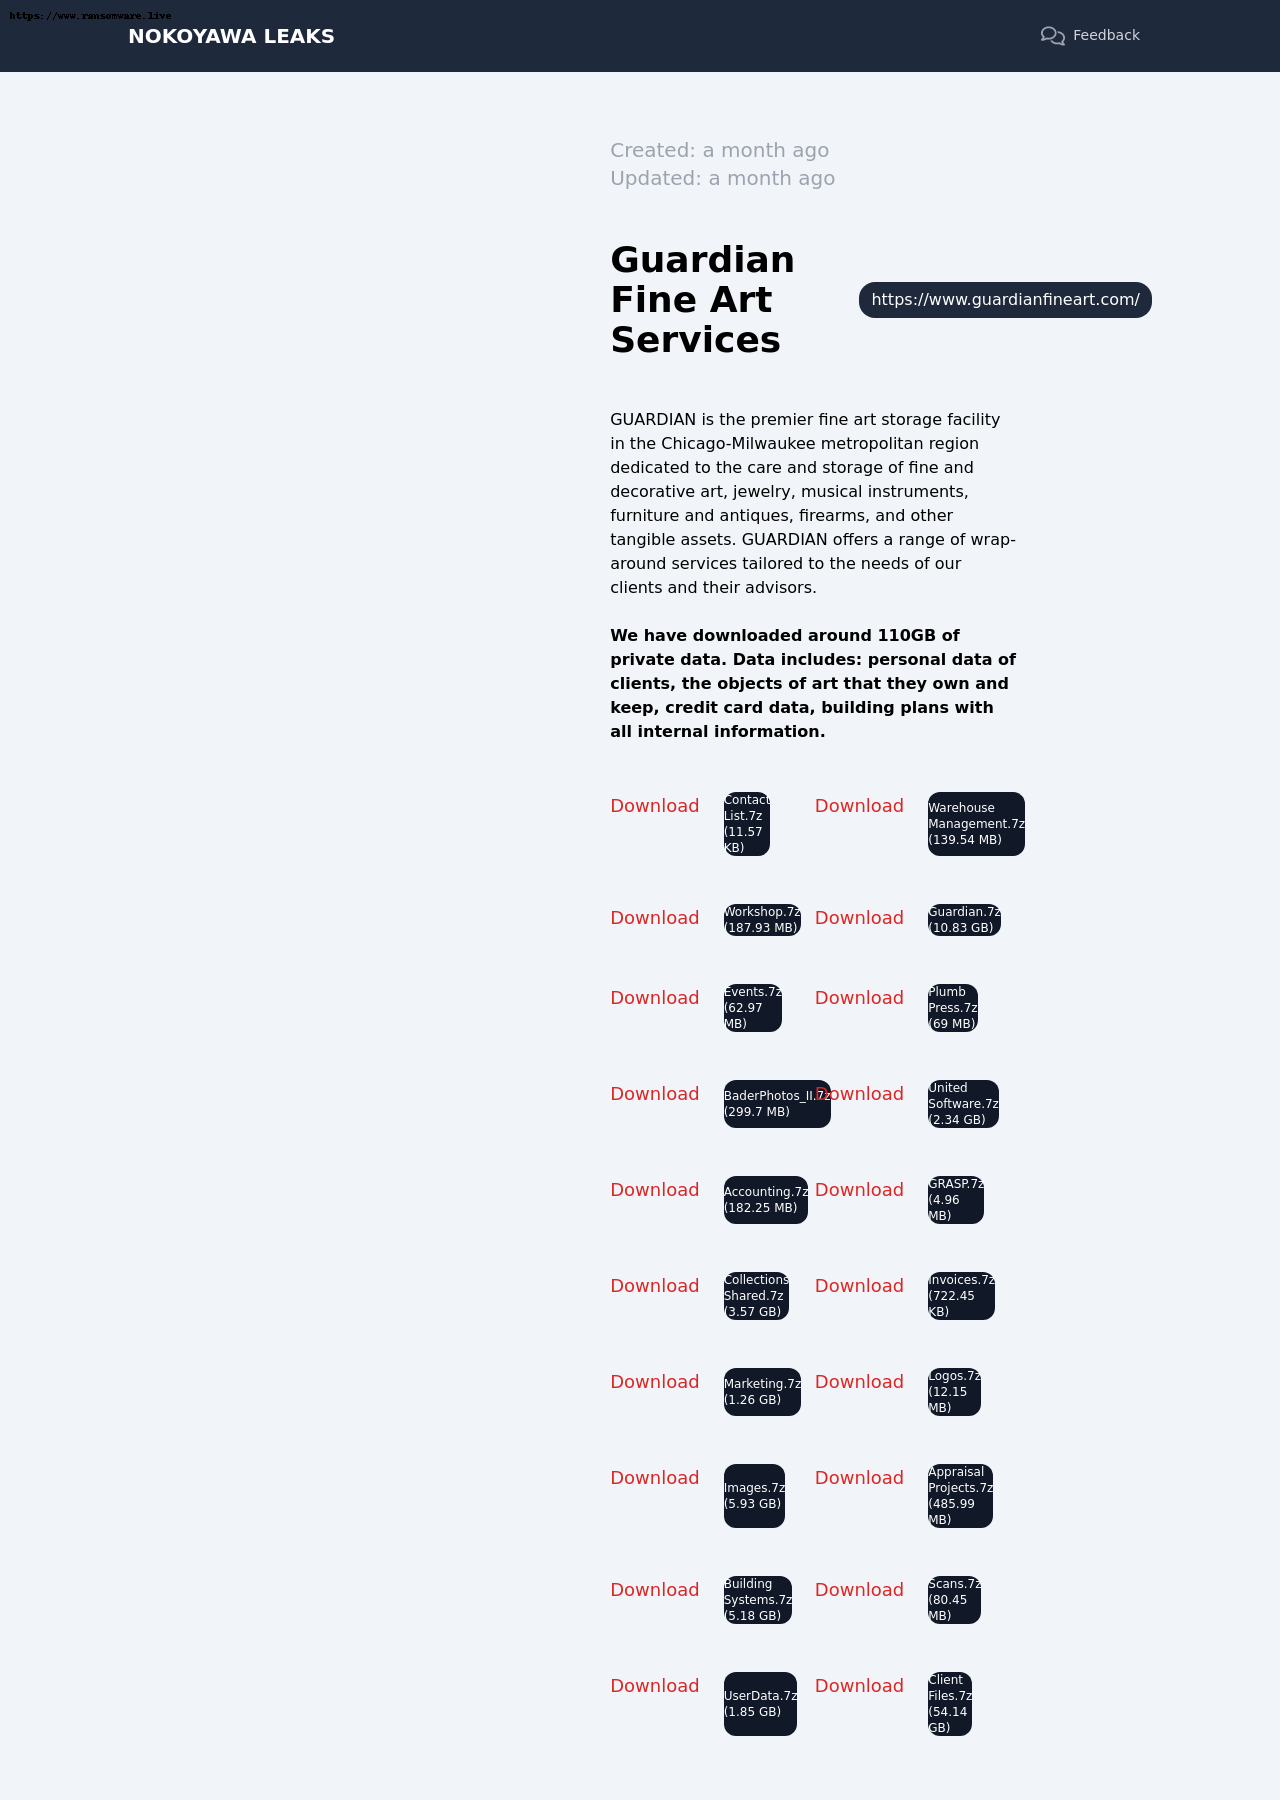 https://www.ransomware.live
NOKOYAWA LEAKS
Feedback
Created: a month ago
Updated: a month ago
Guardian
Fine Art
Services
https://www.guardianfineart.com/
GUARDIAN is the premier fine art storage facility
in the Chicago-Milwaukee metropolitan region
dedicated to the care and storage of fine and
decorative art, jewelry, musical instruments,
furniture and antiques, firearms, and other
tangible assets. GUARDIAN offers a range of wrap-
around services tailored to the needs of our
clients and their advisors.
We have downloaded around 110GB of
private data. Data includes: personal data of
clients, the objects of art that they own and
keep, credit card data, building plans with
all internal information.
Download
Contact
List.7z
(11.57
KB)
Download
Warehouse
Management.7z
(139.54 MB)
Download
Workshop.7z
(187.93 MB)
Download
Guardian.7z
(10.83 GB)
Download
Events.7z
(62.97
MB)
Download
Plumb
Press.7z
(69 MB)
Download
BaderPhotos_II.7z
(299.7 MB)
Download
United
Software.7z
(2.34 GB)
Download
Accounting.7z
(182.25 MB)
Download
GRASP.7z
(4.96
MB)
Download
Collections
Shared.7z
(3.57 GB)
Download
Invoices.7z
(722.45
KB)
Download
Marketing.7z
(1.26 GB)
Download
Logos.7z
(12.15
MB)
Download
Images.7z
(5.93 GB)
Download
Appraisal
Projects.7z
(485.99
MB)
Download
Building
Systems.7z
(5.18 GB)
Download
Scans.7z
(80.45
MB)
Download
UserData.7z
(1.85 GB)
Download
Client
Files.7z
(54.14
GB)